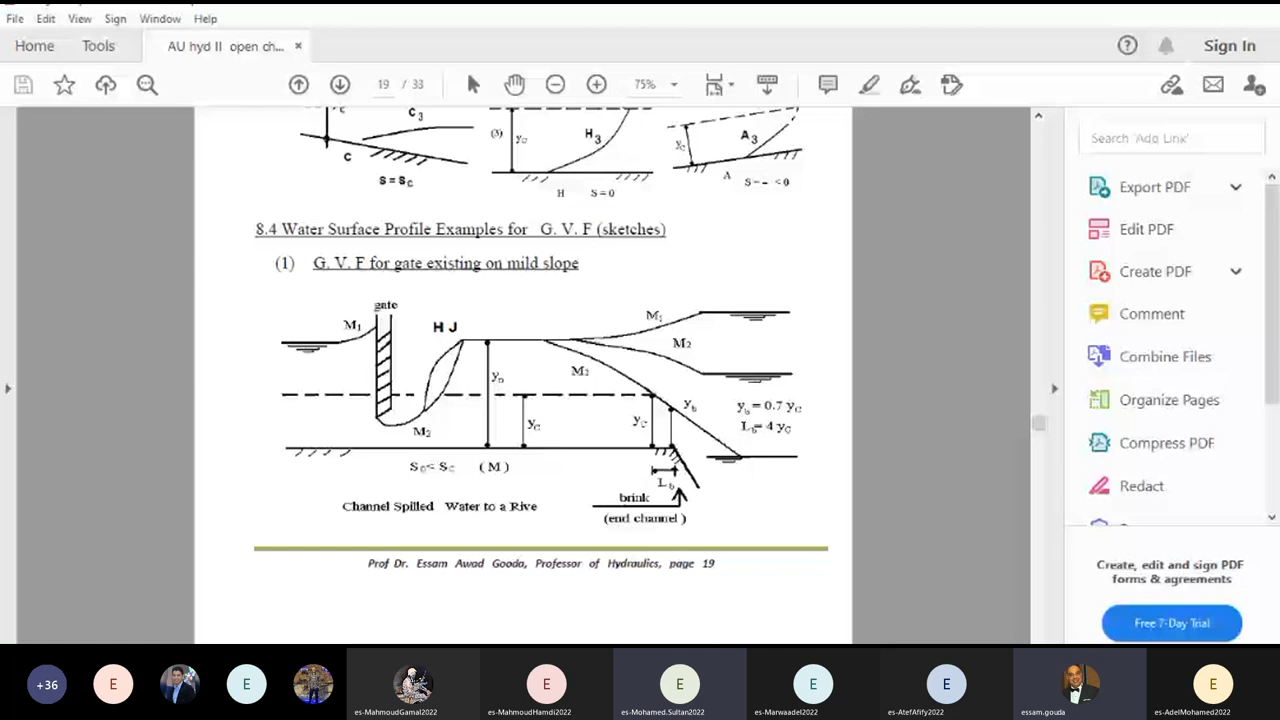 File Edit View Sign Window Help
Home Tools AU hyd II open ch... × Sign In
19 / 33 75%
C3 (3) yC H3 yC A3
C
S = SC H S = 0 A S = - < 0
8.4 Water Surface Profile Examples for G. V. F (sketches)
(1) G. V. F for gate existing on mild slope
gate
M1 H J M1
M2
yn M2
yb yb = 0.7 yC
M2 yC yC Lb = 4 yC
S0 < SC (M)
Lb
Channel Spilled Water to a Rive brink
(end channel)
Prof Dr. Essam Awad Gooda, Professor of Hydraulics, page 19
Search 'Add Link'
Export PDF
Edit PDF
Create PDF
Comment
Combine Files
Organize Pages
Compress PDF
Redact
Create, edit and sign PDF
forms & agreements
Free 7-Day Trial
+36 E E E E E E E
es-MahmoudGamal2022 es-MahmoudHamdi2022 es-Mohamed.Sultan2022 es-Marwaadel2022 es-AtefAfify2022 essam.gouda es-AdelMohamed2022